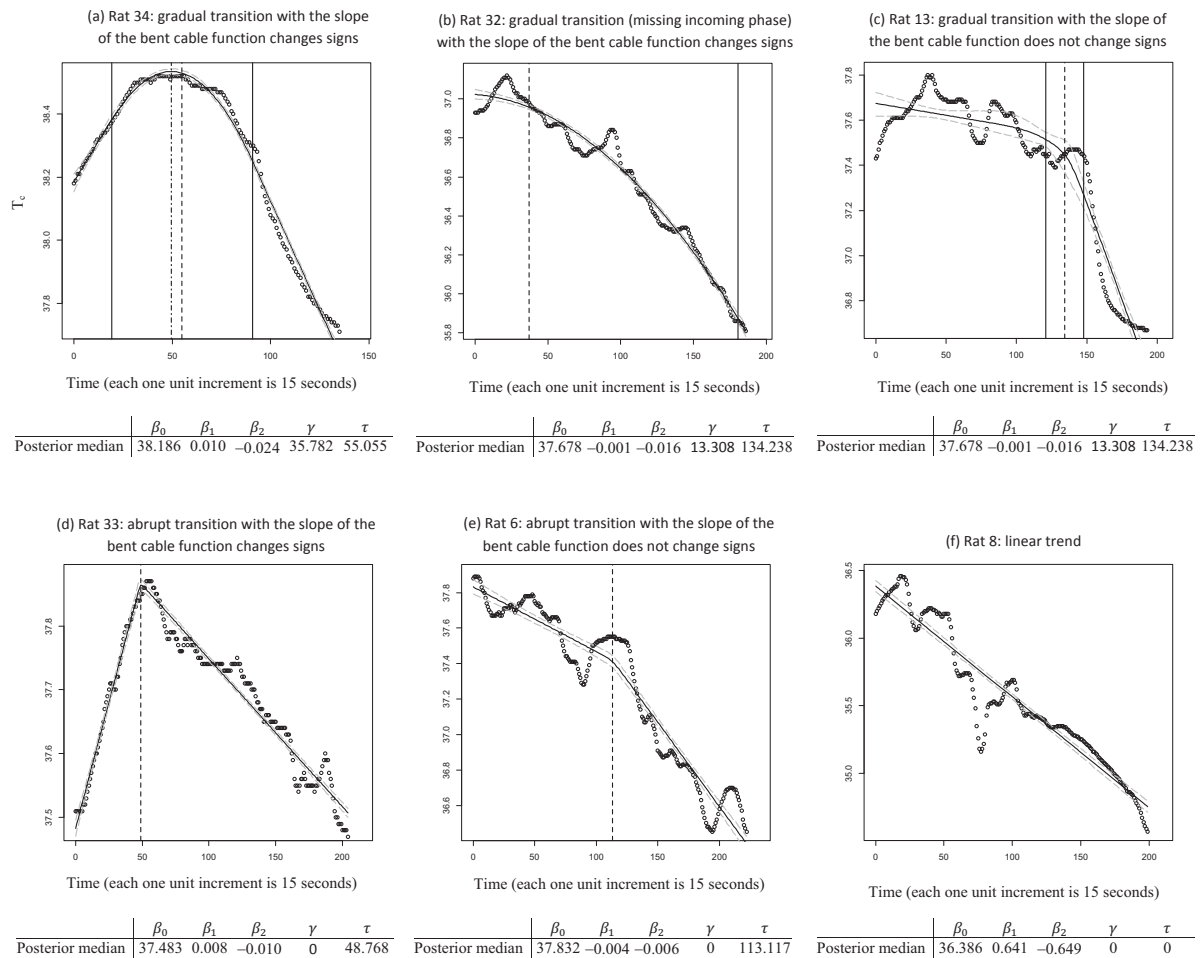 (a) Rat 34: gradual transition with the slope
of the bent cable function changes signs
38.4
38.2
38.0
37.8
T_c
0 50 100 150
Time (each one unit increment is 15 seconds)
β₀ β₁ β₂ γ τ
Posterior median 38.186 0.010 −0.024 35.782 55.055
(b) Rat 32: gradual transition (missing incoming phase)
with the slope of the bent cable function changes signs
37.0
36.8
36.6
36.4
36.2
36.0
35.8
0 50 100 150 200
Time (each one unit increment is 15 seconds)
β₀ β₁ β₂ γ τ
Posterior median 37.678 −0.001 −0.016 13.308 134.238
(c) Rat 13: gradual transition with the slope of
the bent cable function does not change signs
37.8
37.6
37.4
37.2
37.0
36.8
0 50 100 150 200
Time (each one unit increment is 15 seconds)
β₀ β₁ β₂ γ τ
Posterior median 37.678 −0.001 −0.016 13.308 134.238
(d) Rat 33: abrupt transition with the slope of the
bent cable function changes signs
37.8
37.7
37.6
37.5
0 50 100 150 200
Time (each one unit increment is 15 seconds)
β₀ β₁ β₂ γ τ
Posterior median 37.483 0.008 −0.010 0 48.768
(e) Rat 6: abrupt transition with the slope of the
bent cable function does not change signs
37.8
37.6
37.4
37.2
37.0
36.8
36.6
0 50 100 150 200
Time (each one unit increment is 15 seconds)
β₀ β₁ β₂ γ τ
Posterior median 37.832 −0.004 −0.006 0 113.117
(f) Rat 8: linear trend
36.5
36.0
35.5
35.0
0 50 100 150 200
Time (each one unit increment is 15 seconds)
β₀ β₁ β₂ γ τ
Posterior median 36.386 0.641 −0.649 0 0